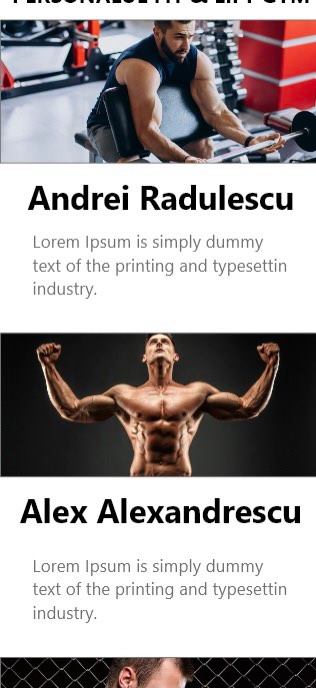 Andrei Radulescu
Lorem Ipsum is simply dummy
text of the printing and typesettin
industry.
Alex Alexandrescu
Lorem Ipsum is simply dummy
text of the printing and typesettin
industry.